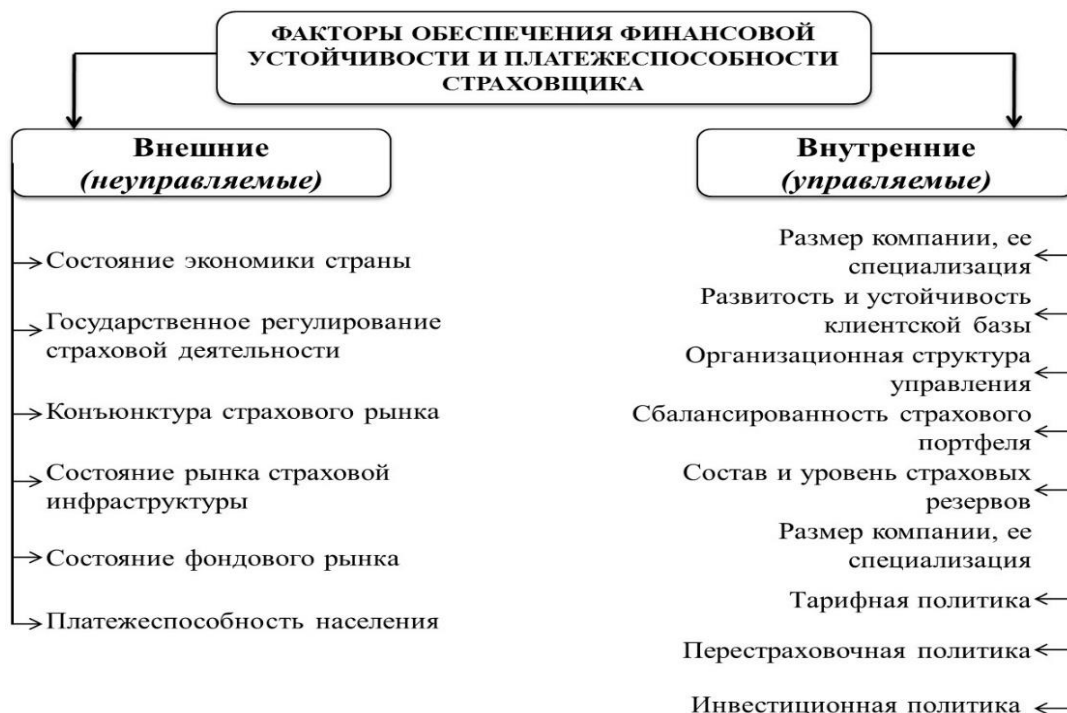 ФАКТОРЫ ОБЕСПЕЧЕНИЯ ФИНАНСОВОЙ
УСТОЙЧИВОСТИ И ПЛАТЕЖЕСПОСОБНОСТИ
СТРАХОВЩИКА
Внешние
(неуправляемые)
Состояние экономики страны
Государственное регулирование
страховой деятельности
Конъюнктура страхового рынка
Состояние рынка страховой
инфраструктуры
Состояние фондового рынка
Платежеспособность населения
Внутренние
(управляемые)
Размер компании, ее
специализация
Развитость и устойчивость
клиентской базы
Организационная структура
управления
Сбалансированность страхового
портфеля
Состав и уровень страховых
резервов
Размер компании, ее
специализация
Тарифная политика
Перестраховочная политика
Инвестиционная политика